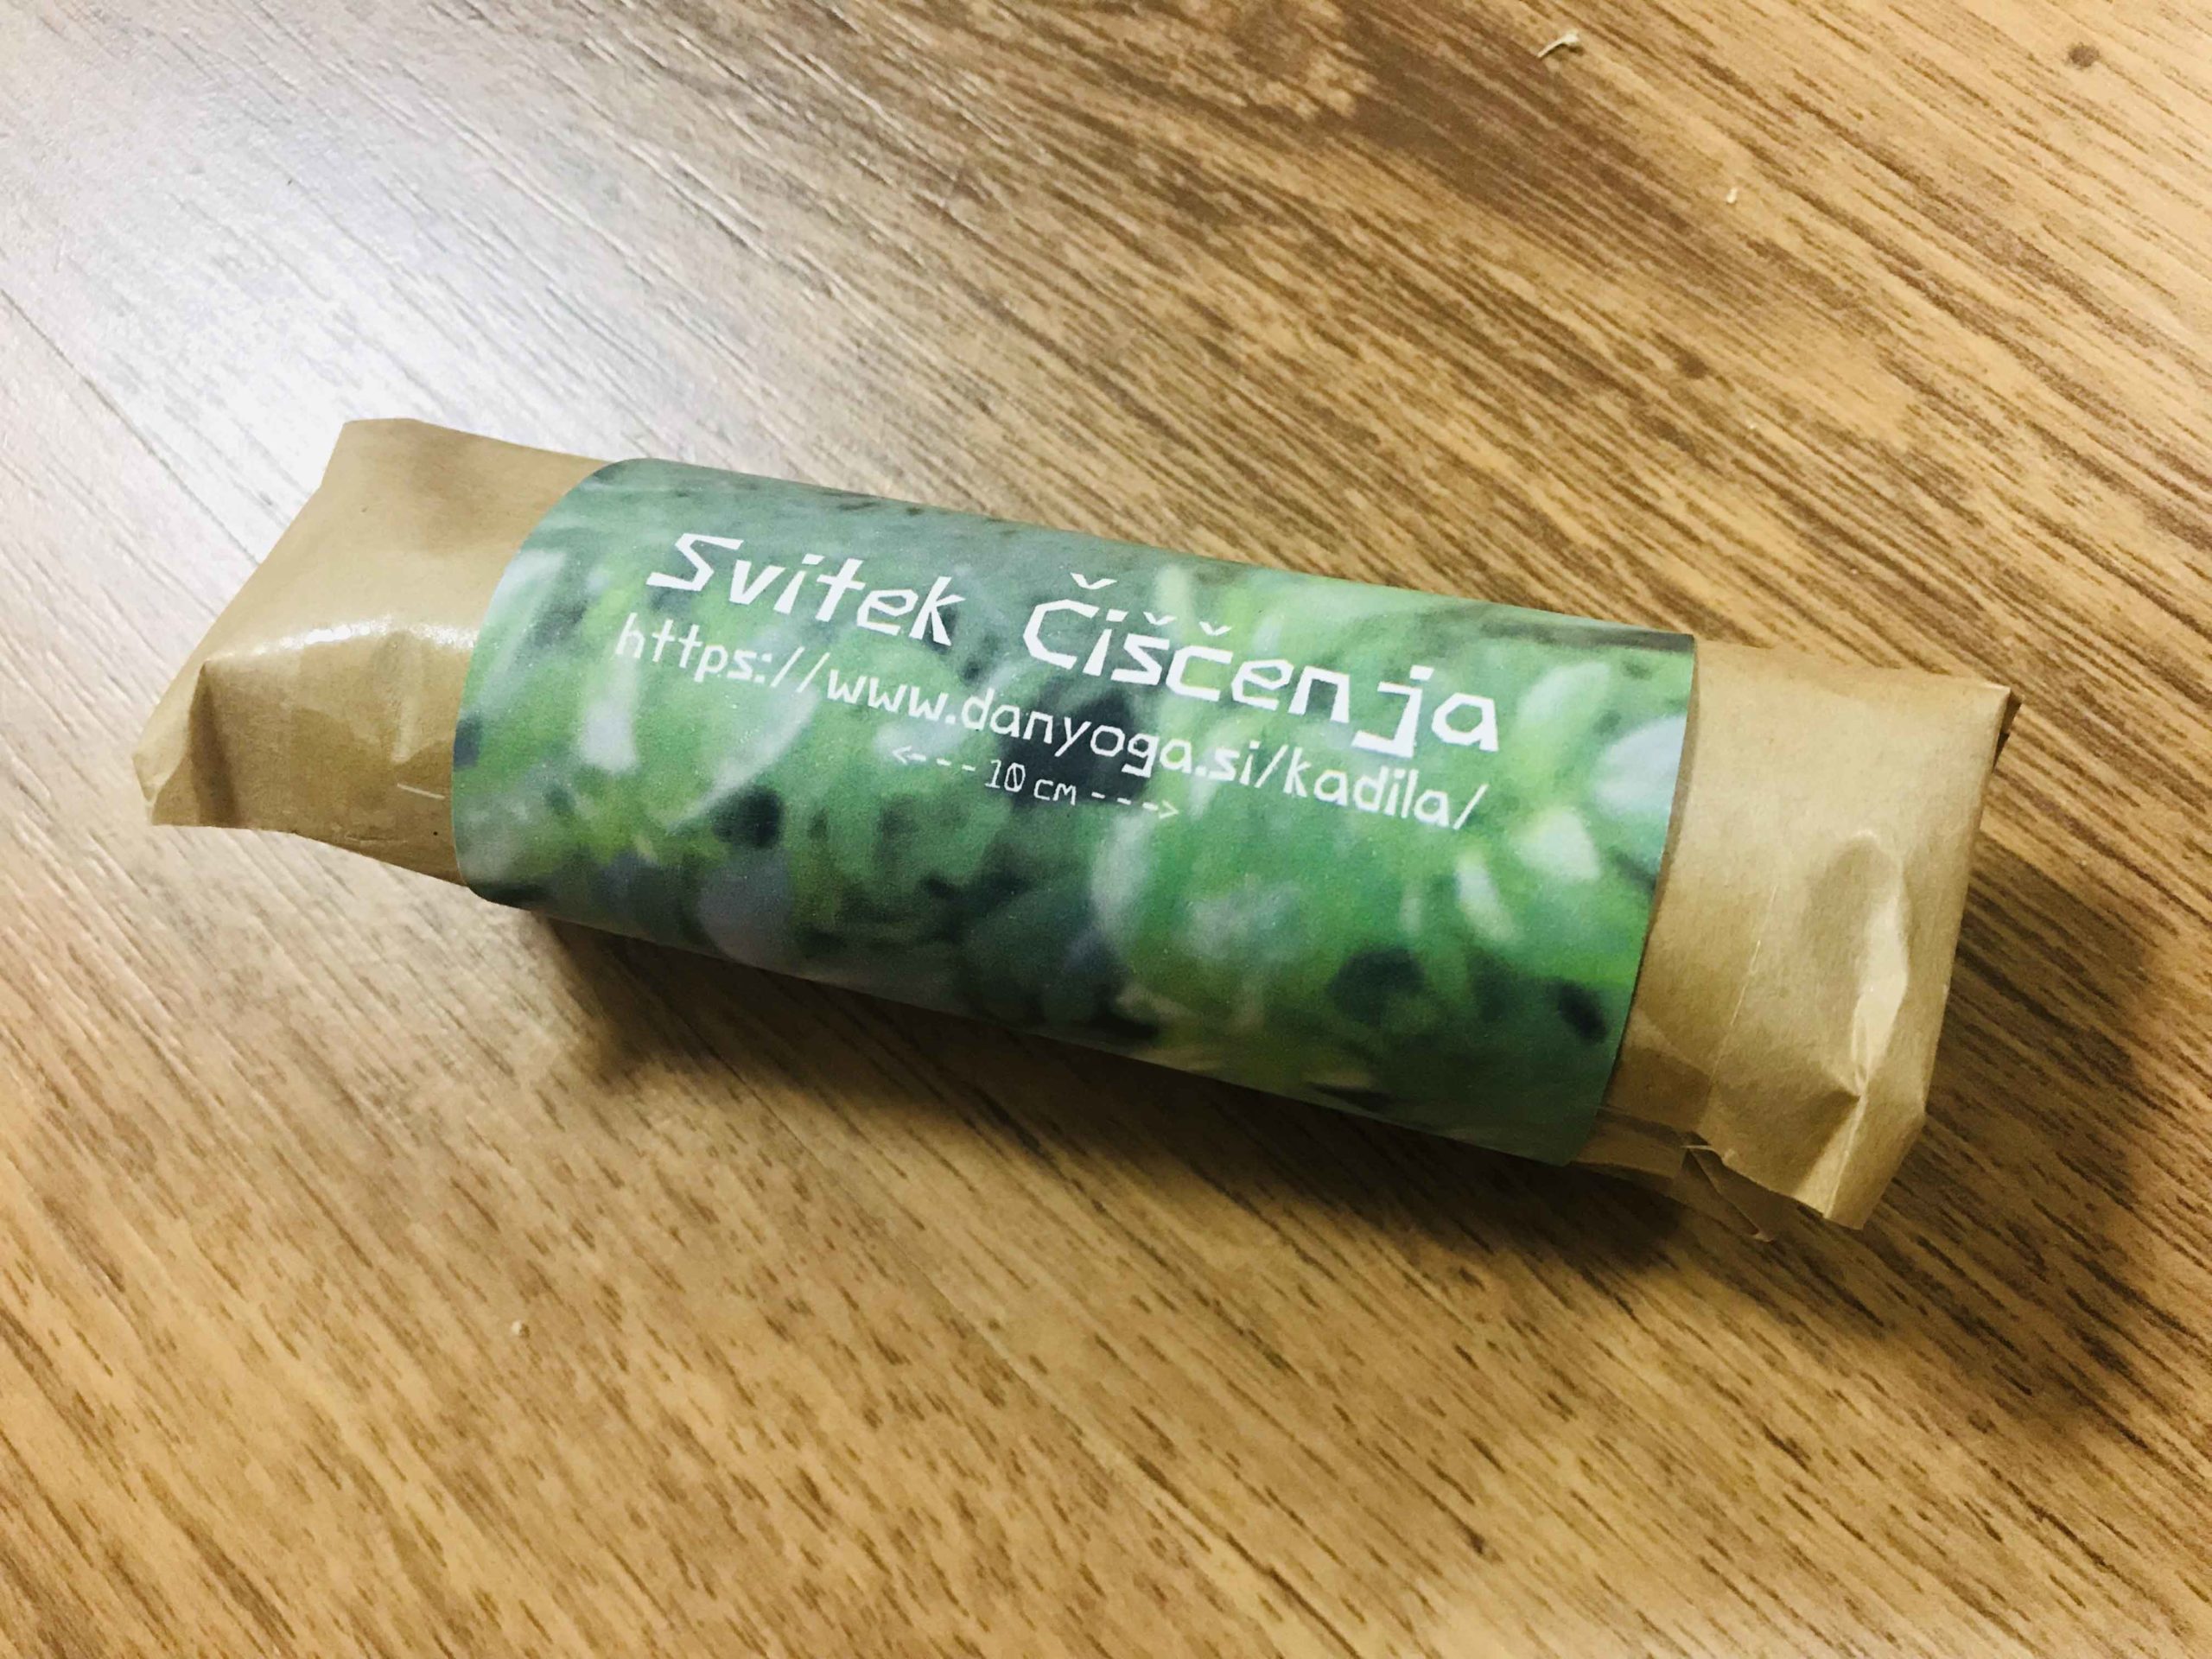 Svitek Čiščenja
https://www.danyoga.si/kadila/
<---10 cm--->